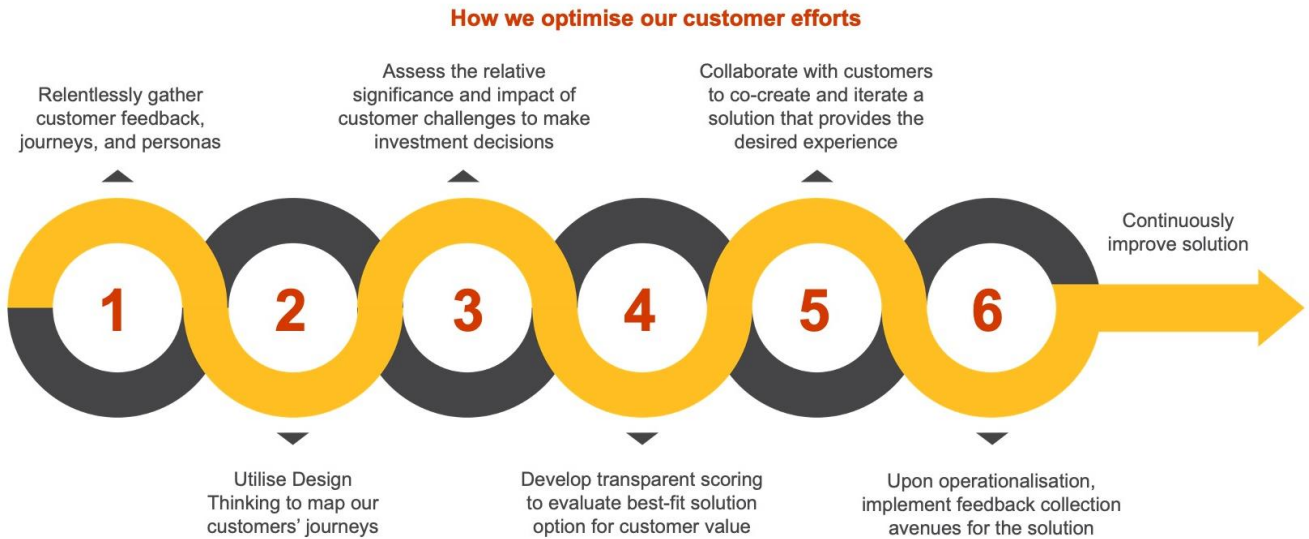 How we optimise our customer efforts
Relentlessly gather
customer feedback,
journeys, and personas
Assess the relative
significance and impact of
customer challenges to make
investment decisions
Collaborate with customers
to co-create and iterate a
solution that provides the
desired experience
Continuously
improve solution
1
2
3
4
5
6
Utilise Design
Thinking to map our
customers' journeys
Develop transparent scoring
to evaluate best-fit solution
option for customer value
Upon operationalisation,
implement feedback collection
avenues for the solution